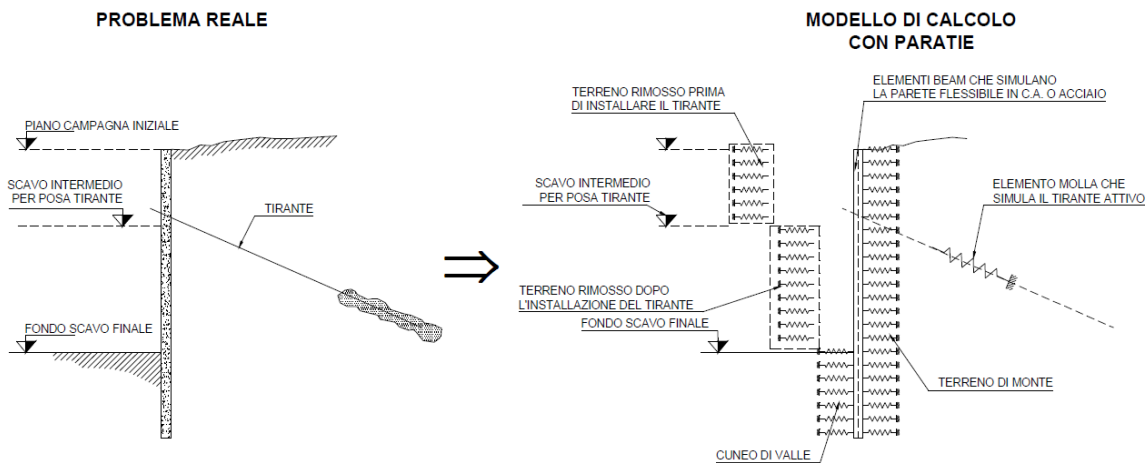 PROBLEMA REALE
PIANO CAMPAGNA INIZIALE
SCAVO INTERMEDIO
PER POSA TIRANTE
TIRANTE
FONDO SCAVO FINALE
MODELLO DI CALCOLO
CON PARATIE
TERRENO RIMOSSO PRIMA
DI INSTALLARE IL TIRANTE
ELEMENTI BEAM CHE SIMULANO
LA PARETE FLESSIBILE IN C.A. O ACCIAIO
SCAVO INTERMEDIO
PER POSA TIRANTE
ELEMENTO MOLLA CHE
SIMULA IL TIRANTE ATTIVO
TERRENO RIMOSSO DOPO
L'INSTALLAZIONE DEL TIRANTE
FONDO SCAVO FINALE
TERRENO DI MONTE
CUNEO DI VALLE